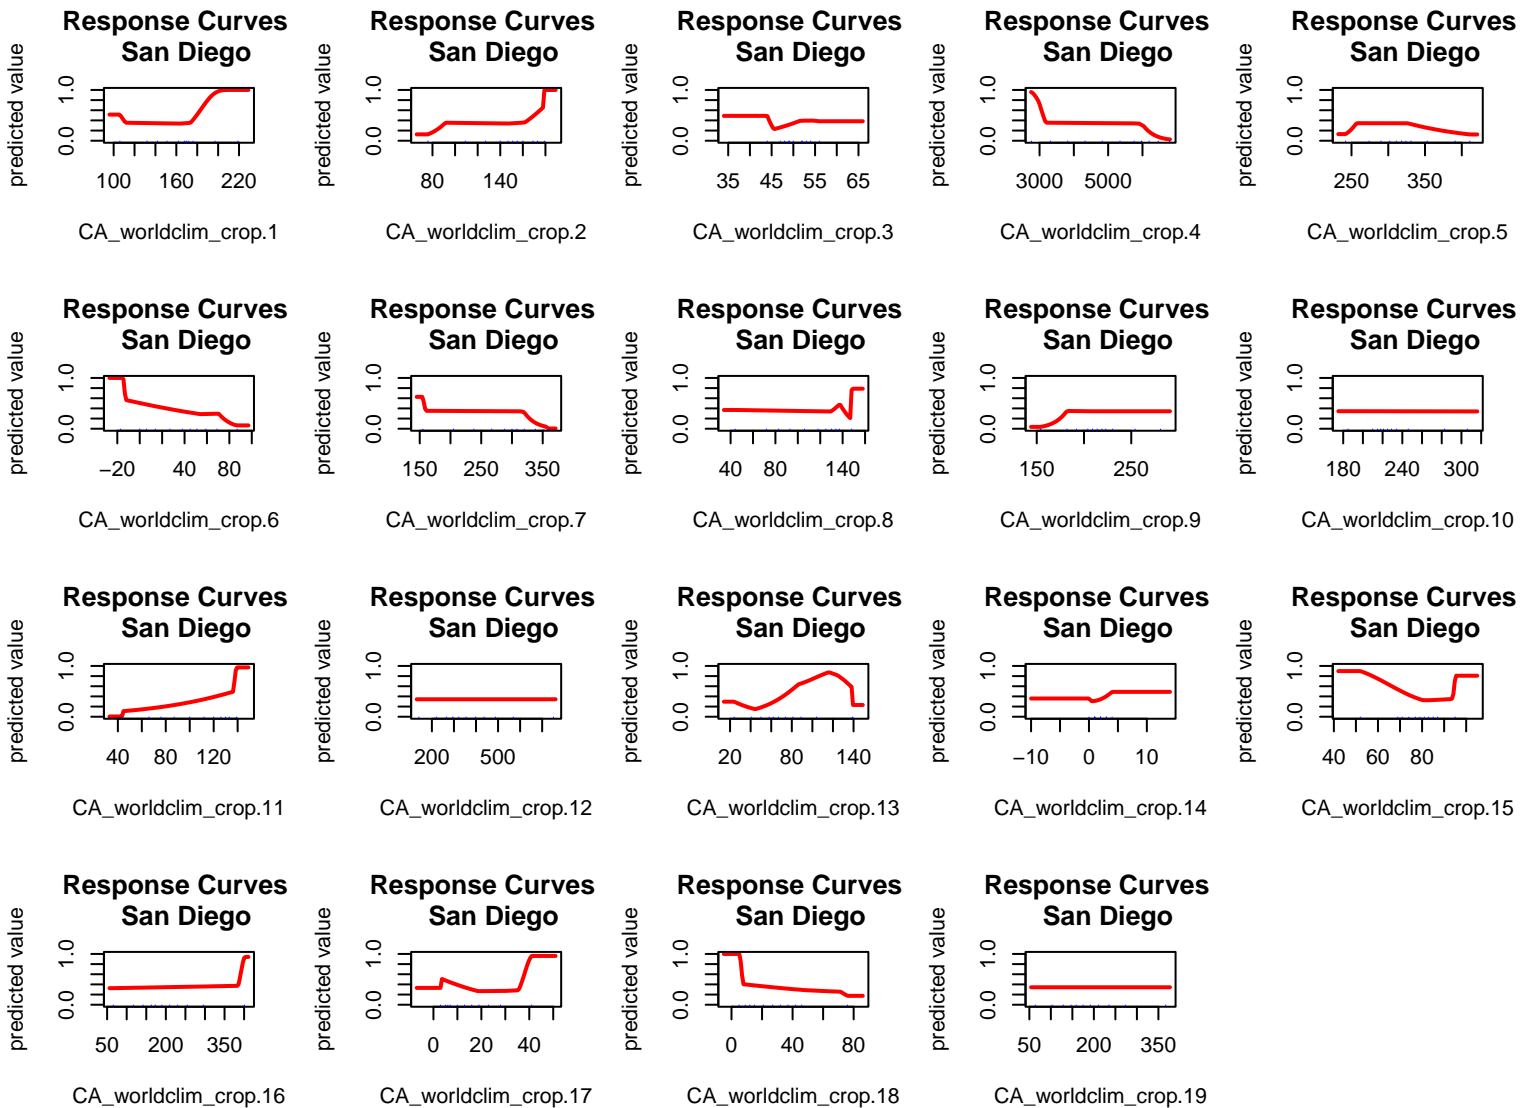 Response Curves
San Diego
predicted value
0.0 1.0
100 160 220
CA_worldclim_crop.1
Response Curves
San Diego
predicted value
0.0 1.0
80 140
CA_worldclim_crop.2
Response Curves
San Diego
predicted value
0.0 1.0
35 45 55 65
CA_worldclim_crop.3
Response Curves
San Diego
predicted value
0.0 1.0
3000 5000
CA_worldclim_crop.4
Response Curves
San Diego
predicted value
0.0 1.0
250 350
CA_worldclim_crop.5
Response Curves
San Diego
predicted value
0.0 1.0
−20 40 80
CA_worldclim_crop.6
Response Curves
San Diego
predicted value
0.0 1.0
150 250 350
CA_worldclim_crop.7
Response Curves
San Diego
predicted value
0.0 1.0
40 80 140
CA_worldclim_crop.8
Response Curves
San Diego
predicted value
0.0 1.0
150 250
CA_worldclim_crop.9
Response Curves
San Diego
predicted value
0.0 1.0
180 240 300
CA_worldclim_crop.10
Response Curves
San Diego
predicted value
0.0 1.0
40 80 120
CA_worldclim_crop.11
Response Curves
San Diego
predicted value
0.0 1.0
200 500
CA_worldclim_crop.12
Response Curves
San Diego
predicted value
0.0 1.0
20 80 140
CA_worldclim_crop.13
Response Curves
San Diego
predicted value
0.0 1.0
−10 0 10
CA_worldclim_crop.14
Response Curves
San Diego
predicted value
0.0 1.0
40 60 80
CA_worldclim_crop.15
Response Curves
San Diego
predicted value
0.0 1.0
50 200 350
CA_worldclim_crop.16
Response Curves
San Diego
predicted value
0.0 1.0
0 20 40
CA_worldclim_crop.17
Response Curves
San Diego
predicted value
0.0 1.0
0 40 80
CA_worldclim_crop.18
Response Curves
San Diego
predicted value
0.0 1.0
50 200 350
CA_worldclim_crop.19